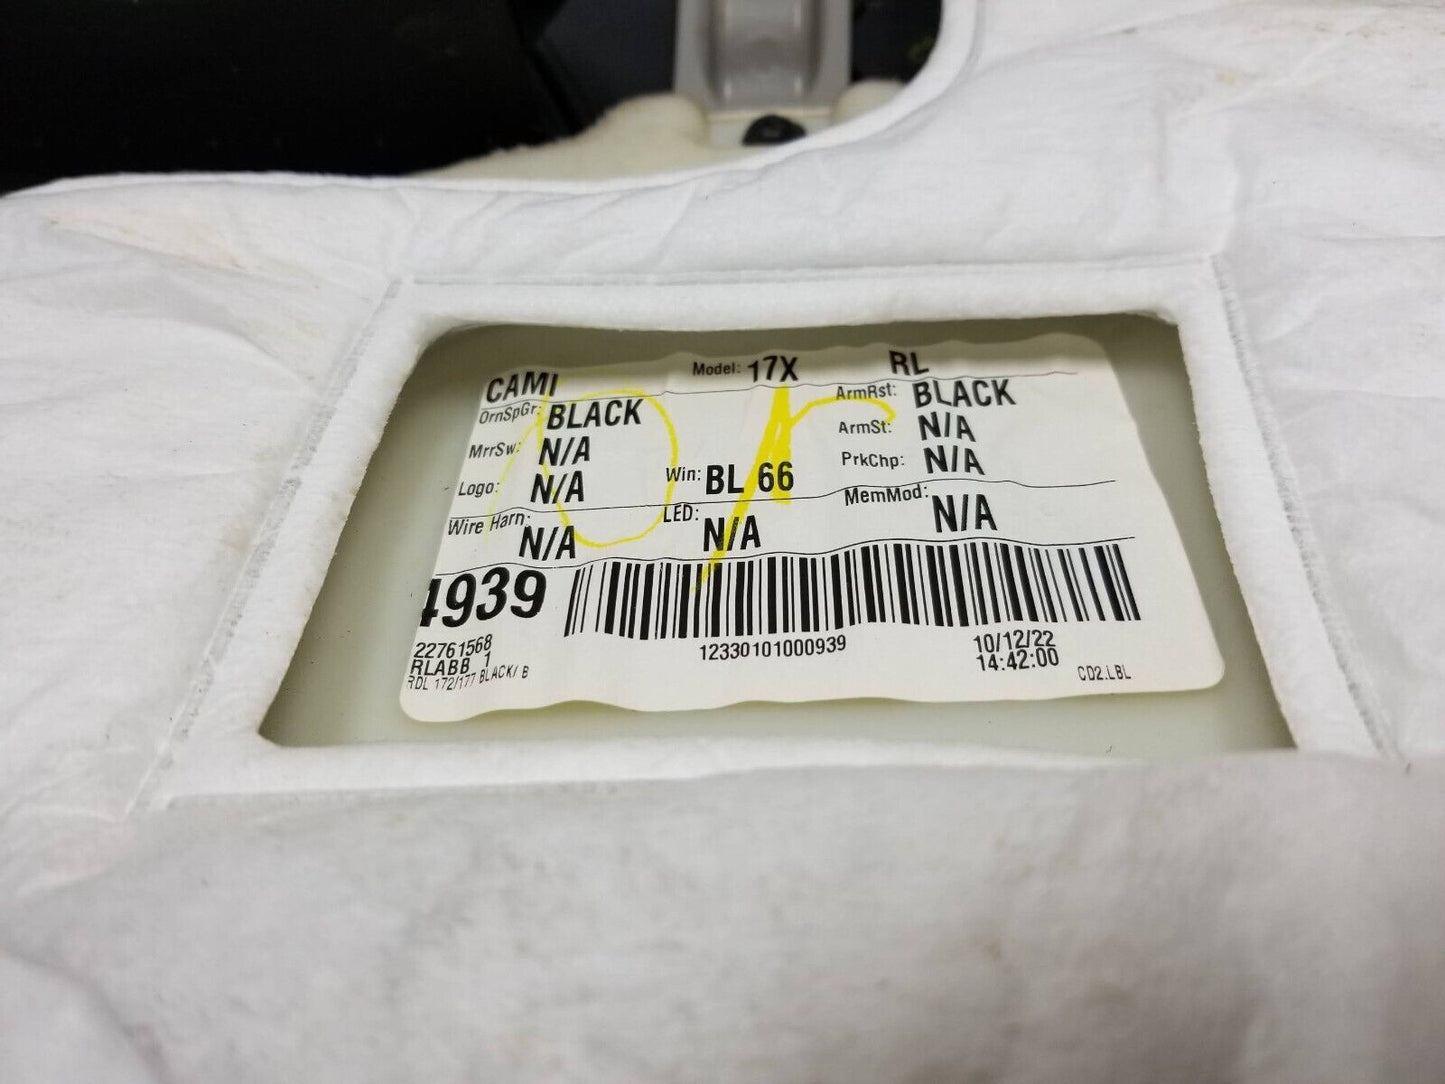 CAMI Model: 17X RL
OrnSpGr: BLACK ArmRst: BLACK
MrrSw: N/A ArmSt: N/A
Logo: N/A Win: BL 66 PrkChp: N/A
Wire Harn: N/A LED: N/A MemMod: N/A
4939
22761568 12330101000939 10/12/22
RLABB 1 14:42:00
RDL 172/177 BLACK/ B CD2.LBL